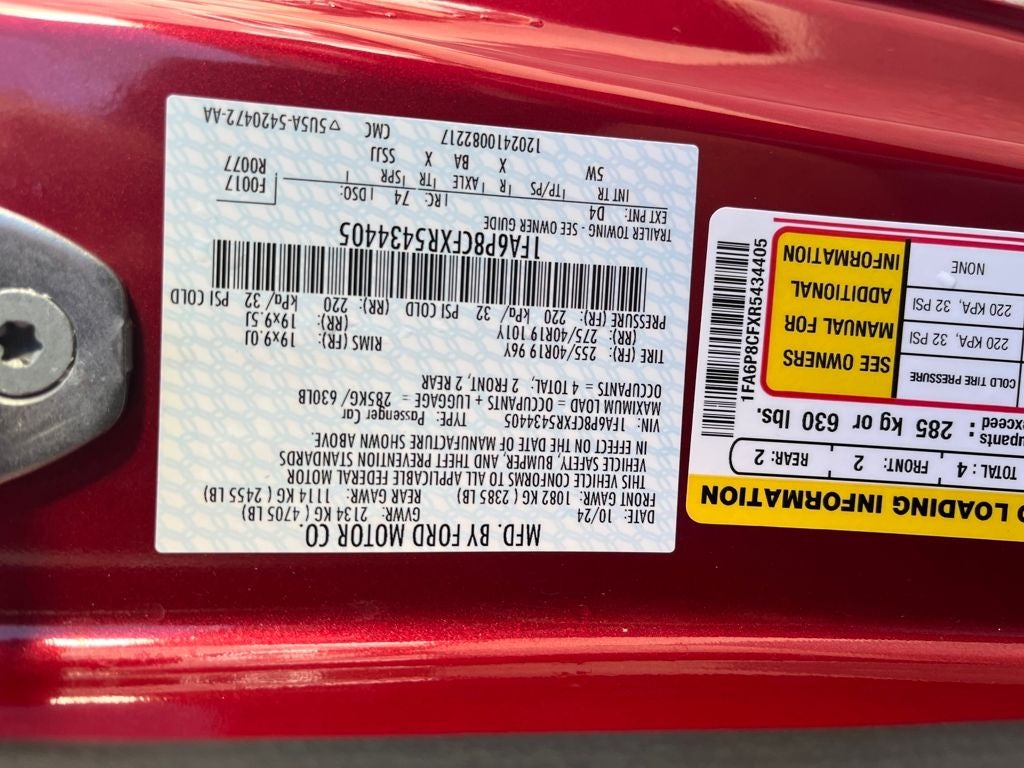 MFD. BY FORD MOTOR CO.
DATE: 10/24 GVWR: 2134 KG ( 4705 LB)
FRONT GAWR: 1082 KG ( 2385 LB) REAR GAWR: 1114 KG ( 2455 LB)
THIS VEHICLE CONFORMS TO ALL APPLICABLE FEDERAL MOTOR
VEHICLE SAFETY, BUMPER, AND THEFT PREVENTION STANDARDS
IN EFFECT ON THE DATE OF MANUFACTURE SHOWN ABOVE.
VIN: 1FA6P8CFXR5434405 TYPE: Passenger Car
MAXIMUM LOAD = OCCUPANTS + LUGGAGE = 285KG/ 630LB
OCCUPANTS = 4 TOTAL; 2 FRONT, 2 REAR
TIRE 255/40R19 96Y RIMS (FR): 19x9.0J
(RR): 275/40R19 101Y (RR): 19x9.5J
PRESSURE (FR): 220 kPa/ 32 PSI COLD (RR): 220 kPa/ 32 PSI COLD
1FA6P8CFXR5434405
TRAILER TOWING - SEE OWNER GUIDE
EXT PNT: D4 RC: 74 DSO: F0017
INT TR TP/PS R AXLE TR SPR R0077
5W X BA X SSJJ
1202410082217 CMC ▽5U5A-5420472-AA
D LOADING INFORMATION
TOTAL : 4 FRONT: 2 REAR: 2
upants
exceed : 285 kg or 630 lbs.
COLD TIRE PRESSURE
220 KPA, 32 PSI
220 KPA, 32 PSI
NONE
SEE OWNERS
MANUAL FOR
ADDITIONAL
INFORMATION
1FA6P8CFXR5434405